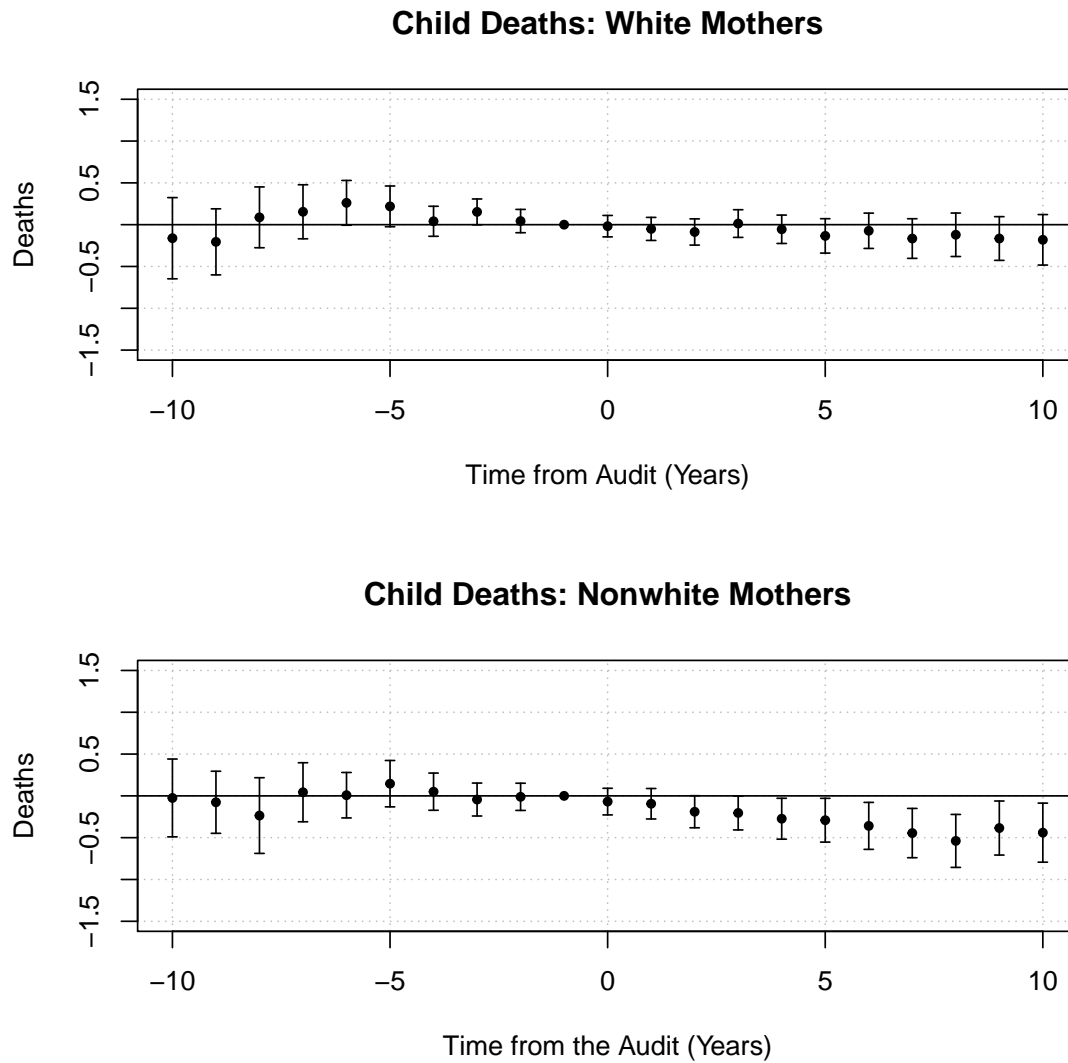 Child Deaths: White Mothers
1.5
0.5
−0.5
−1.5
Deaths
−10 −5 0 5 10
Time from Audit (Years)
Child Deaths: Nonwhite Mothers
1.5
0.5
−0.5
−1.5
Deaths
−10 −5 0 5 10
Time from the Audit (Years)